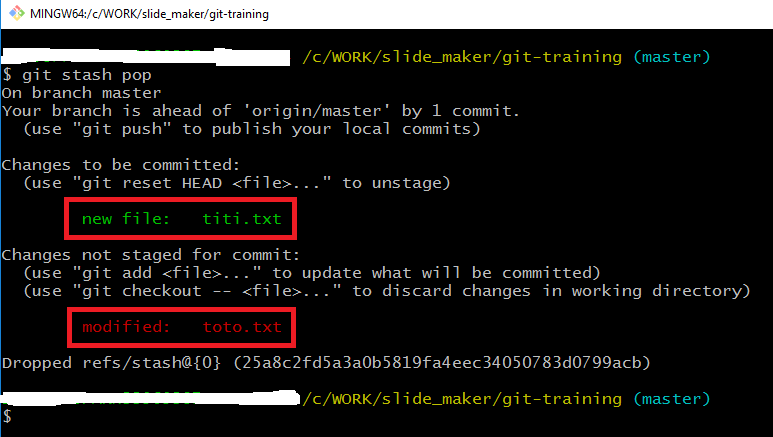 MINGW64:/c/WORK/slide_maker/git-training
/c/WORK/slide_maker/git-training (master)
$ git stash pop
On branch master
Your branch is ahead of 'origin/master' by 1 commit.
(use "git push" to publish your local commits)
Changes to be committed:
(use "git reset HEAD <file>..." to unstage)
new file: titi.txt
Changes not staged for commit:
(use "git add <file>..." to update what will be committed)
(use "git checkout -- <file>..." to discard changes in working directory)
modified: toto.txt
Dropped refs/stash@{0} (25a8c2fd5a3a0b5819fa4eec34050783d0799acb)
/c/WORK/slide_maker/git-training (master)
$